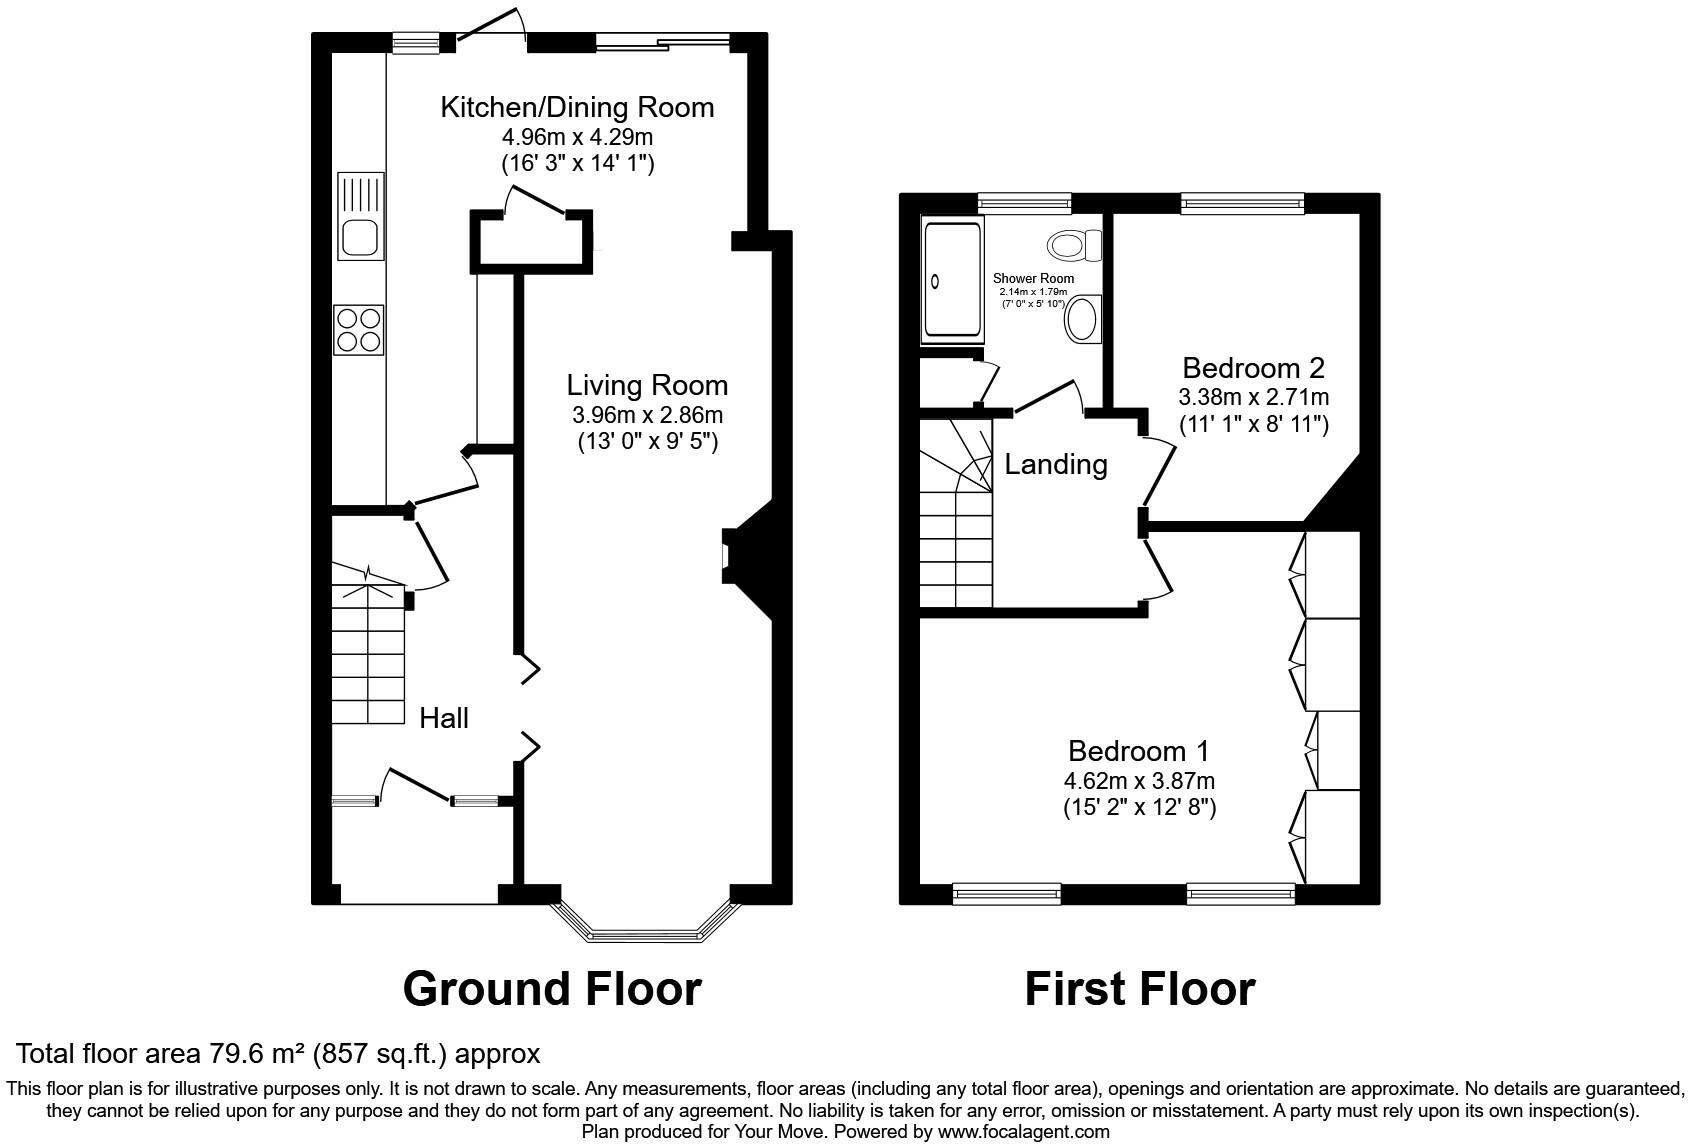 Kitchen/Dining Room
4.96m x 4.29m
(16' 3" x 14' 1")
Living Room
3.96m x 2.86m
(13' 0" x 9' 5")
Hall
Shower Room
2.14m x 1.79m
(7' 0" x 5' 10")
Bedroom 2
3.38m x 2.71m
(11' 1" x 8' 11")
Landing
Bedroom 1
4.62m x 3.87m
(15' 2" x 12' 8")
Ground Floor
First Floor
Total floor area 79.6 m² (857 sq.ft.) approx
This floor plan is for illustrative purposes only. It is not drawn to scale. Any measurements, floor areas (including any total floor area), openings and orientation are approximate. No details are guaranteed,
they cannot be relied upon for any purpose and they do not form part of any agreement. No liability is taken for any error, omission or misstatement. A party must rely upon its own inspection(s).
Plan produced for Your Move. Powered by www.focalagent.com